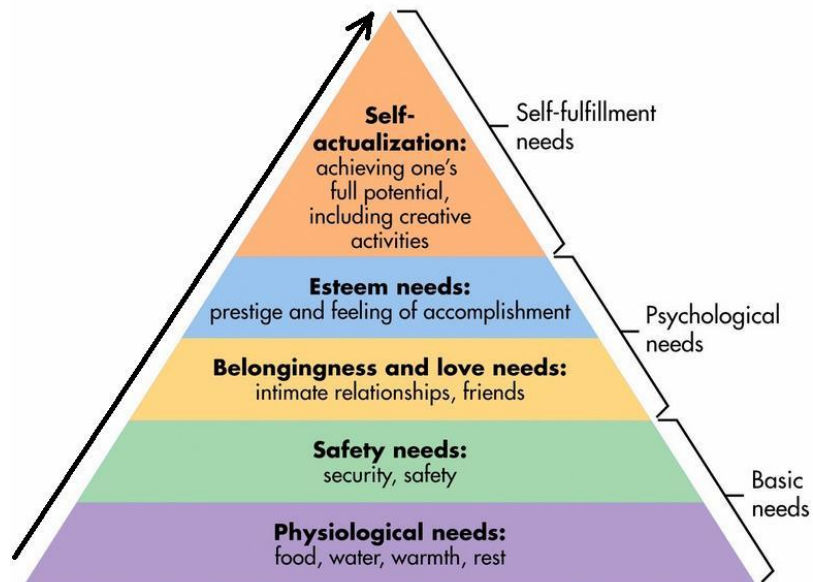 Self-
actualization:
achieving one's
full potential,
including creative
activities
Self-fulfillment
needs
Esteem needs:
prestige and feeling of accomplishment
Psychological
needs
Belongingness and love needs:
intimate relationships, friends
Safety needs:
security, safety
Basic
needs
Physiological needs:
food, water, warmth, rest